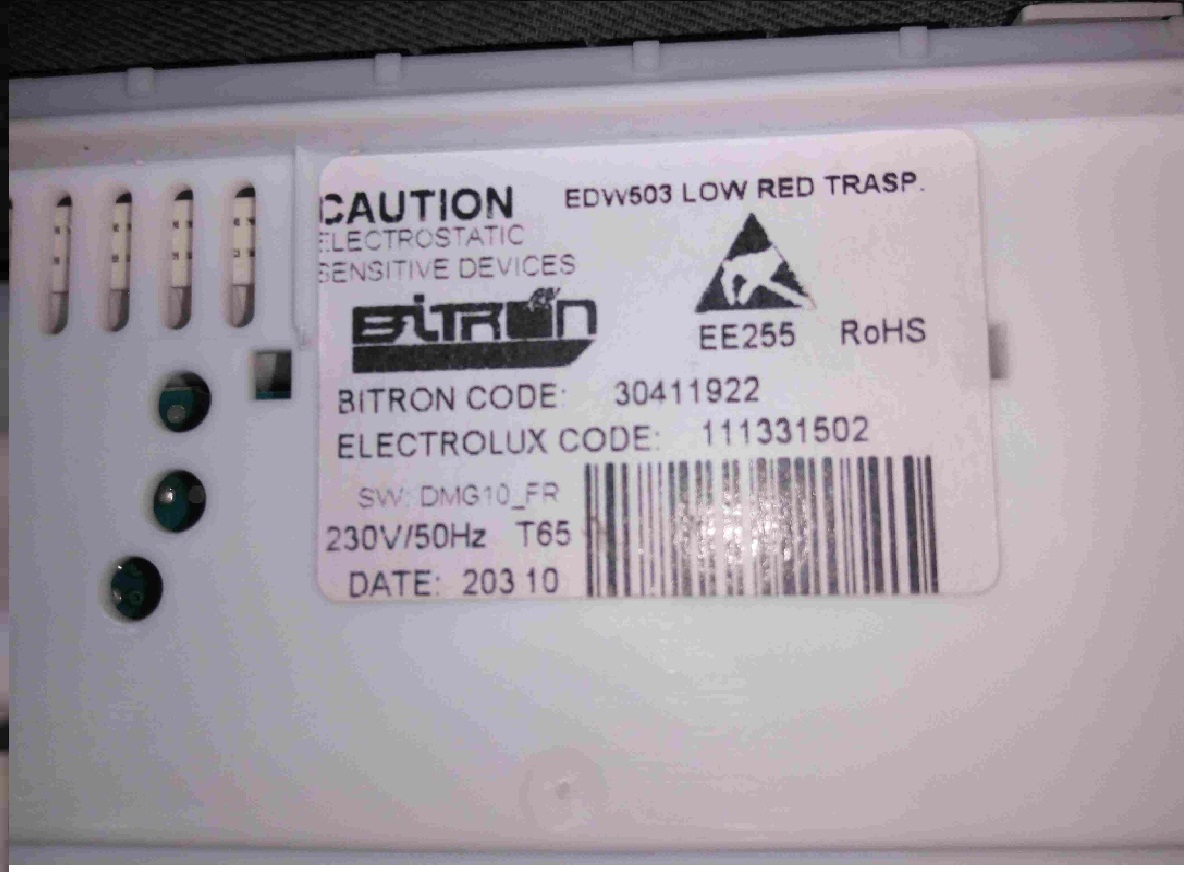 CAUTION EDW503 LOW RED TRASP.
ELECTROSTATIC
SENSITIVE DEVICES
BITRON
EE255 RoHS
BITRON CODE: 30411922
ELECTROLUX CODE: 111331502
SW: DMG10_FR
230V/50Hz T65
DATE: 203 10